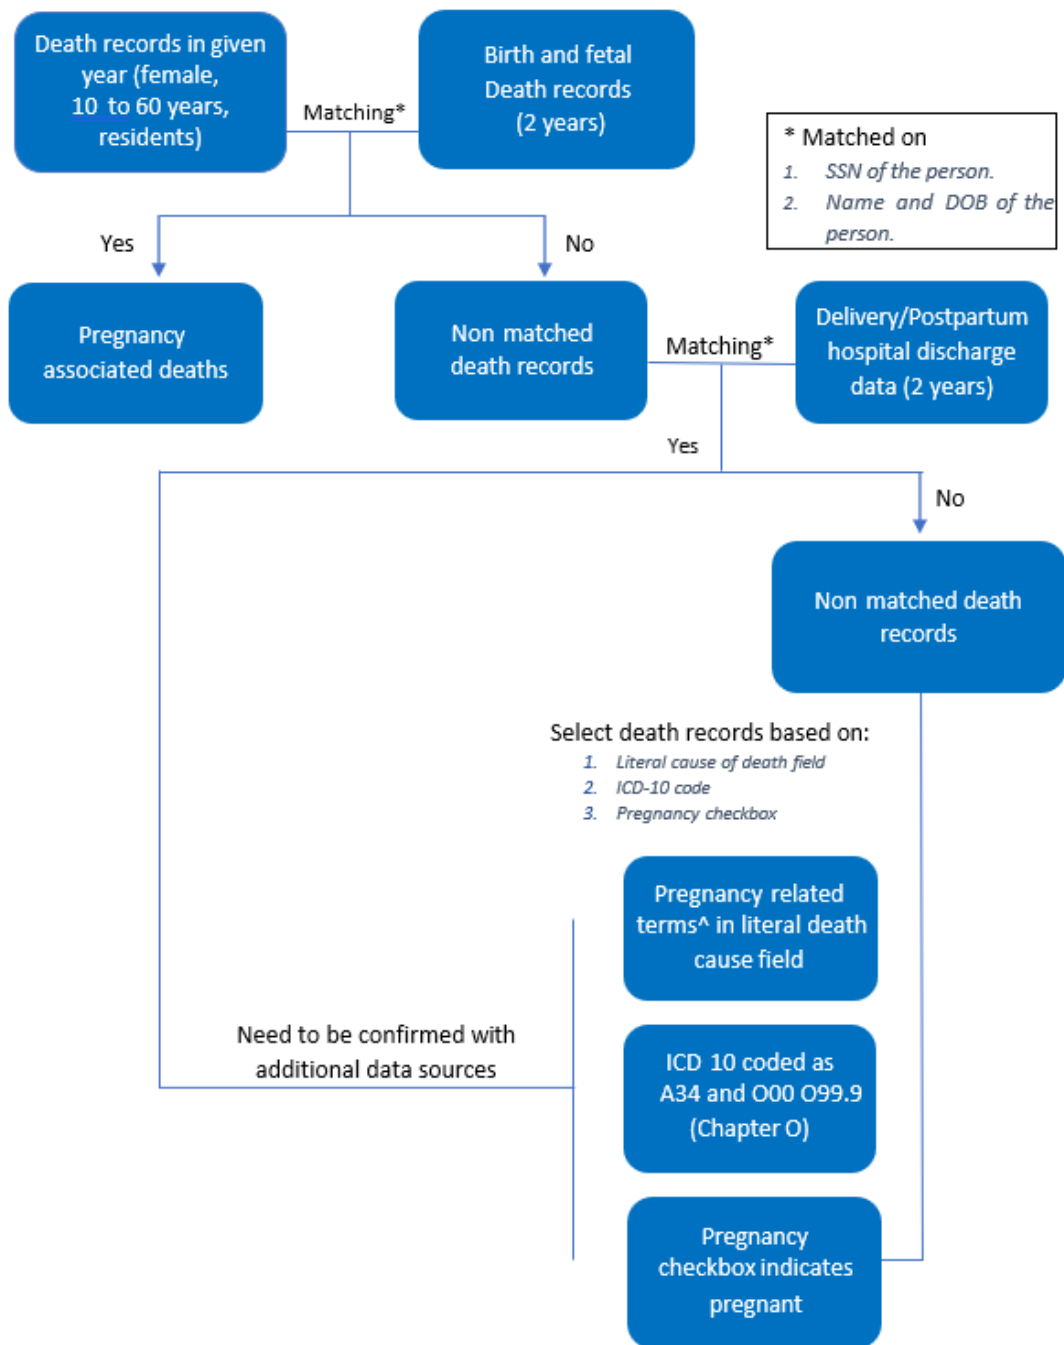 Death records in given
year (female,
10 to 60 years,
residents)
Matching*
Birth and fetal
Death records
(2 years)
* Matched on
1. SSN of the person.
2. Name and DOB of the
person.
Yes
No
Pregnancy
associated deaths
Non matched
death records
Matching*
Delivery/Postpartum
hospital discharge
data (2 years)
Yes
No
Non matched death
records
Select death records based on:
1. Literal cause of death field
2. ICD-10 code
3. Pregnancy checkbox
Pregnancy related
terms^ in literal death
cause field
Need to be confirmed with
additional data sources
ICD 10 coded as
A34 and O00 O99.9
(Chapter O)
Pregnancy
checkbox indicates
pregnant